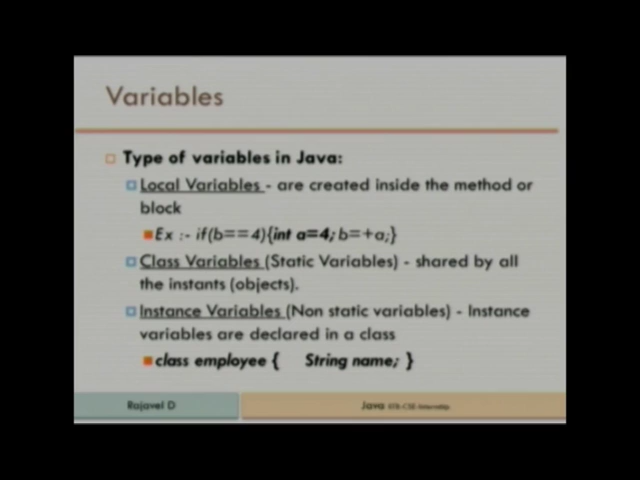 Variables
Type of variables in Java:
Local Variables - are created inside the method or
block
Ex :- if(b==4){int a=4; b=+a;}
Class Variables (Static Variables) - shared by all
the instants (objects).
Instance Variables (Non static variables) - Instance
variables are declared in a class
class employee { String name; }
Rajavel D
Java